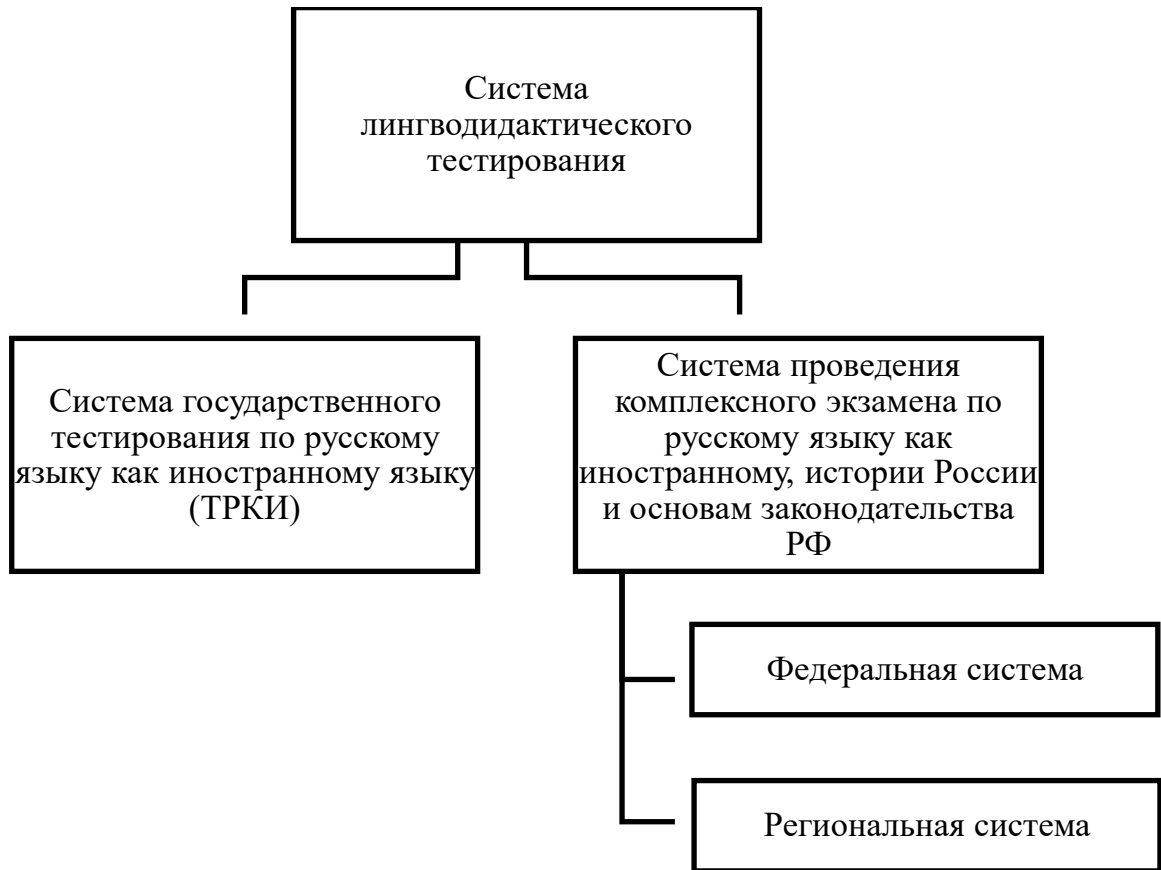 Система
лингводидактического
тестирования
Система государственного
тестирования по русскому
языку как иностранному языку
(ТРКИ)
Система проведения
комплексного экзамена по
русскому языку как
иностранному, истории России
и основам законодательства
РФ
Федеральная система
Региональная система